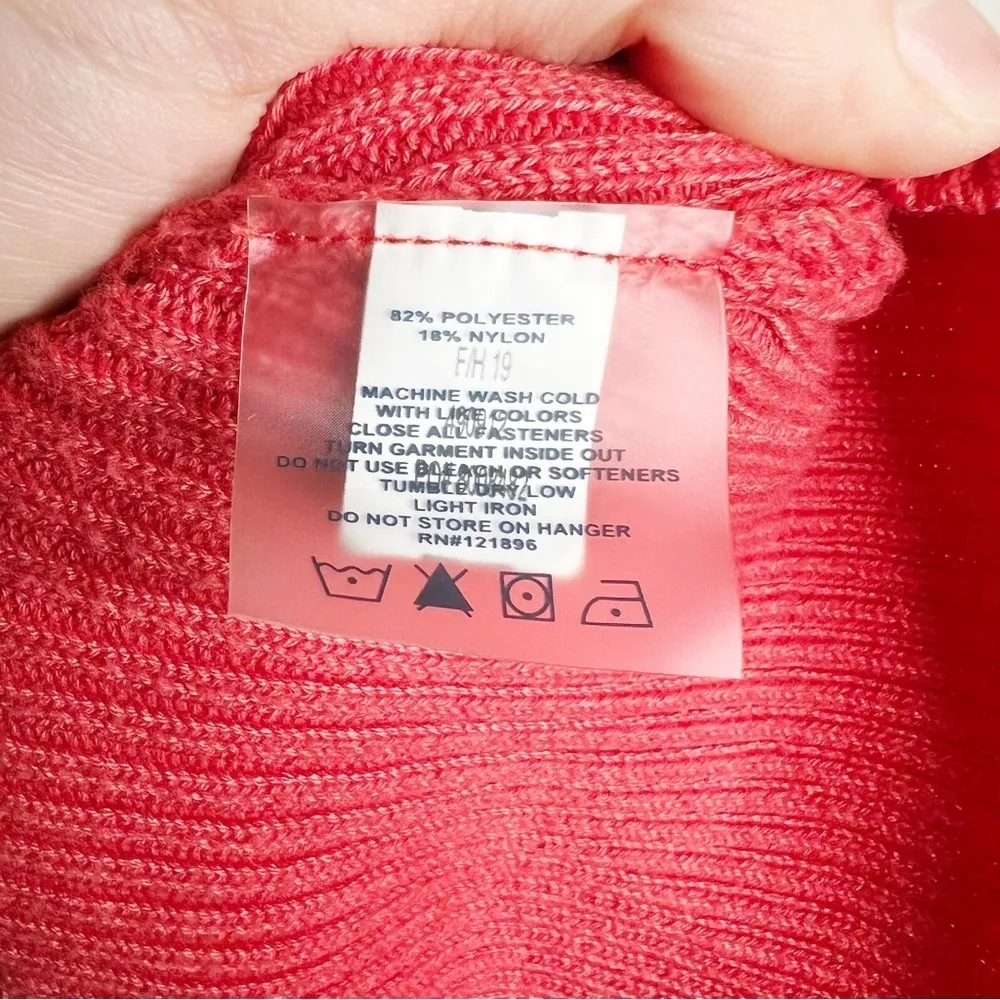 82% POLYESTER
18% NYLON
F/H 19
MACHINE WASH COLD
WITH LIKE COLORS
CLOSE ALL FASTENERS
TURN GARMENT INSIDE OUT
DO NOT USE BLEACH OR SOFTENERS
TUMBLE DRY LOW
LIGHT IRON
DO NOT STORE ON HANGER
RN#121896